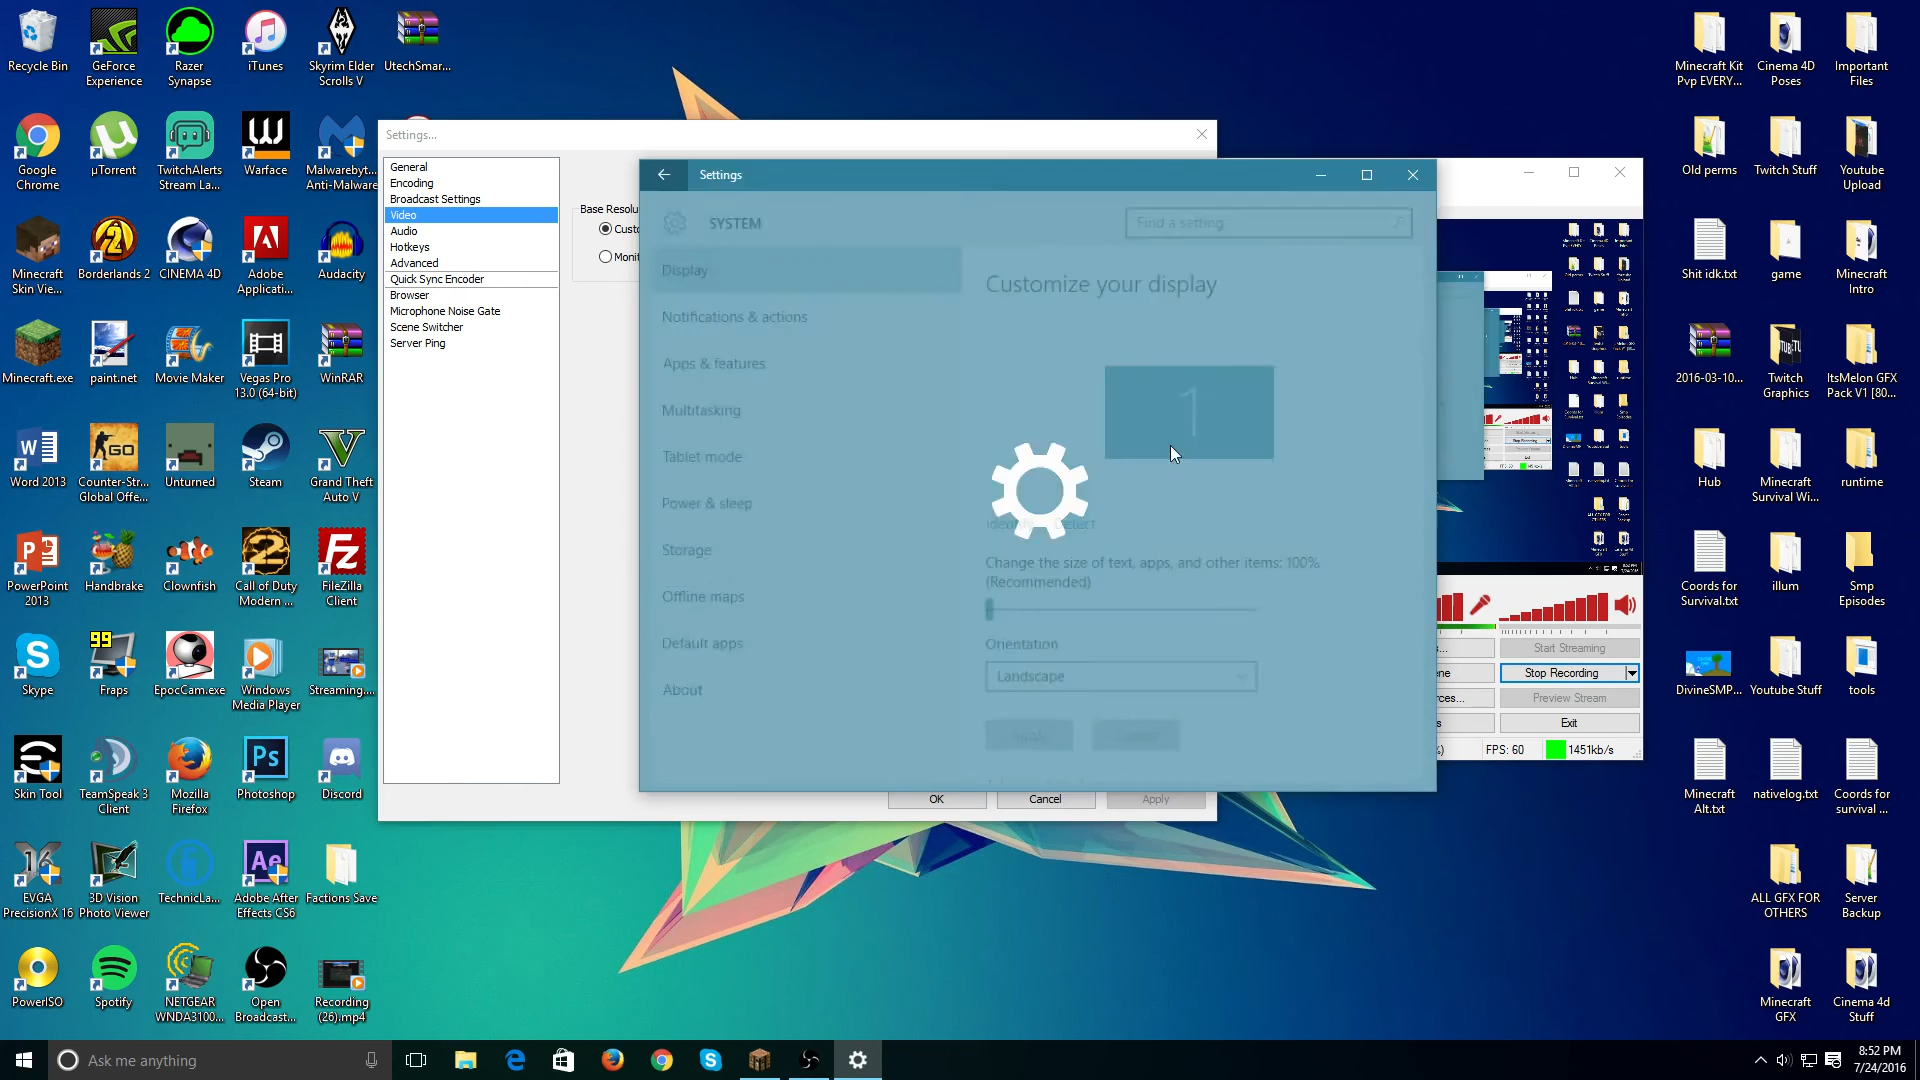 Recycle Bin
GeForce
Experience
Razer
Synapse
iTunes
Skyrim Elder
Scrolls V
UtechSmar...
Google
Chrome
µTorrent
TwitchAlerts
Stream La...
Warface
Malwarebyt...
Anti-Malware
Minecraft
Skin Vie...
Borderlands 2
CINEMA 4D
Adobe
Applicati...
Audacity
Minecraft.exe
paint.net
Movie Maker
Vegas Pro
13.0 (64-bit)
WinRAR
Word 2013
Counter-Str...
Global Offe...
Unturned
Steam
Grand Theft
Auto V
PowerPoint
2013
Handbrake
Clownfish
Call of Duty
Modern ...
FileZilla
Client
99
Skype
Fraps
EpocCam.exe
Windows
Media Player
Streaming....
Skin Tool
TeamSpeak 3
Client
Mozilla
Firefox
Photoshop
Discord
EVGA
PrecisionX 16
3D Vision
Photo Viewer
TechnicLa...
Adobe After
Effects CS6
Factions Save
PowerISO
Spotify
NETGEAR
WNDA3100...
Open
Broadcast...
Recording
(26).mp4
Settings...
General
Encoding
Broadcast Settings
Video
Audio
Hotkeys
Advanced
Quick Sync Encoder
Browser
Microphone Noise Gate
Scene Switcher
Server Ping
Base Resolu
Custo
Monit
OK
Cancel
Apply
Settings
SYSTEM
Find a setting
Display
Notifications & actions
Apps & features
Multitasking
Tablet mode
Power & sleep
Storage
Offline maps
Default apps
About
Customize your display
1
Identify
Detect
Change the size of text, apps, and other items: 100%
(Recommended)
Orientation
Landscape
Start Streaming
Stop Recording
Preview Stream
Exit
FPS: 60
1451kb/s
Minecraft Kit
Pvp EVERY...
Cinema 4D
Poses
Important
Files
Old perms
Twitch Stuff
Youtube
Upload
Shit idk.txt
game
Minecraft
Intro
2016-03-10...
Twitch
Graphics
ItsMelon GFX
Pack V1 [80...
Hub
Minecraft
Survival Wi...
runtime
Coords for
Survival.txt
illum
Smp
Episodes
DivineSMP...
Youtube Stuff
tools
Minecraft
Alt.txt
nativelog.txt
Coords for
survival ...
ALL GFX FOR
OTHERS
Server
Backup
Minecraft
GFX
Cinema 4d
Stuff
Ask me anything
8:52 PM
7/24/2016